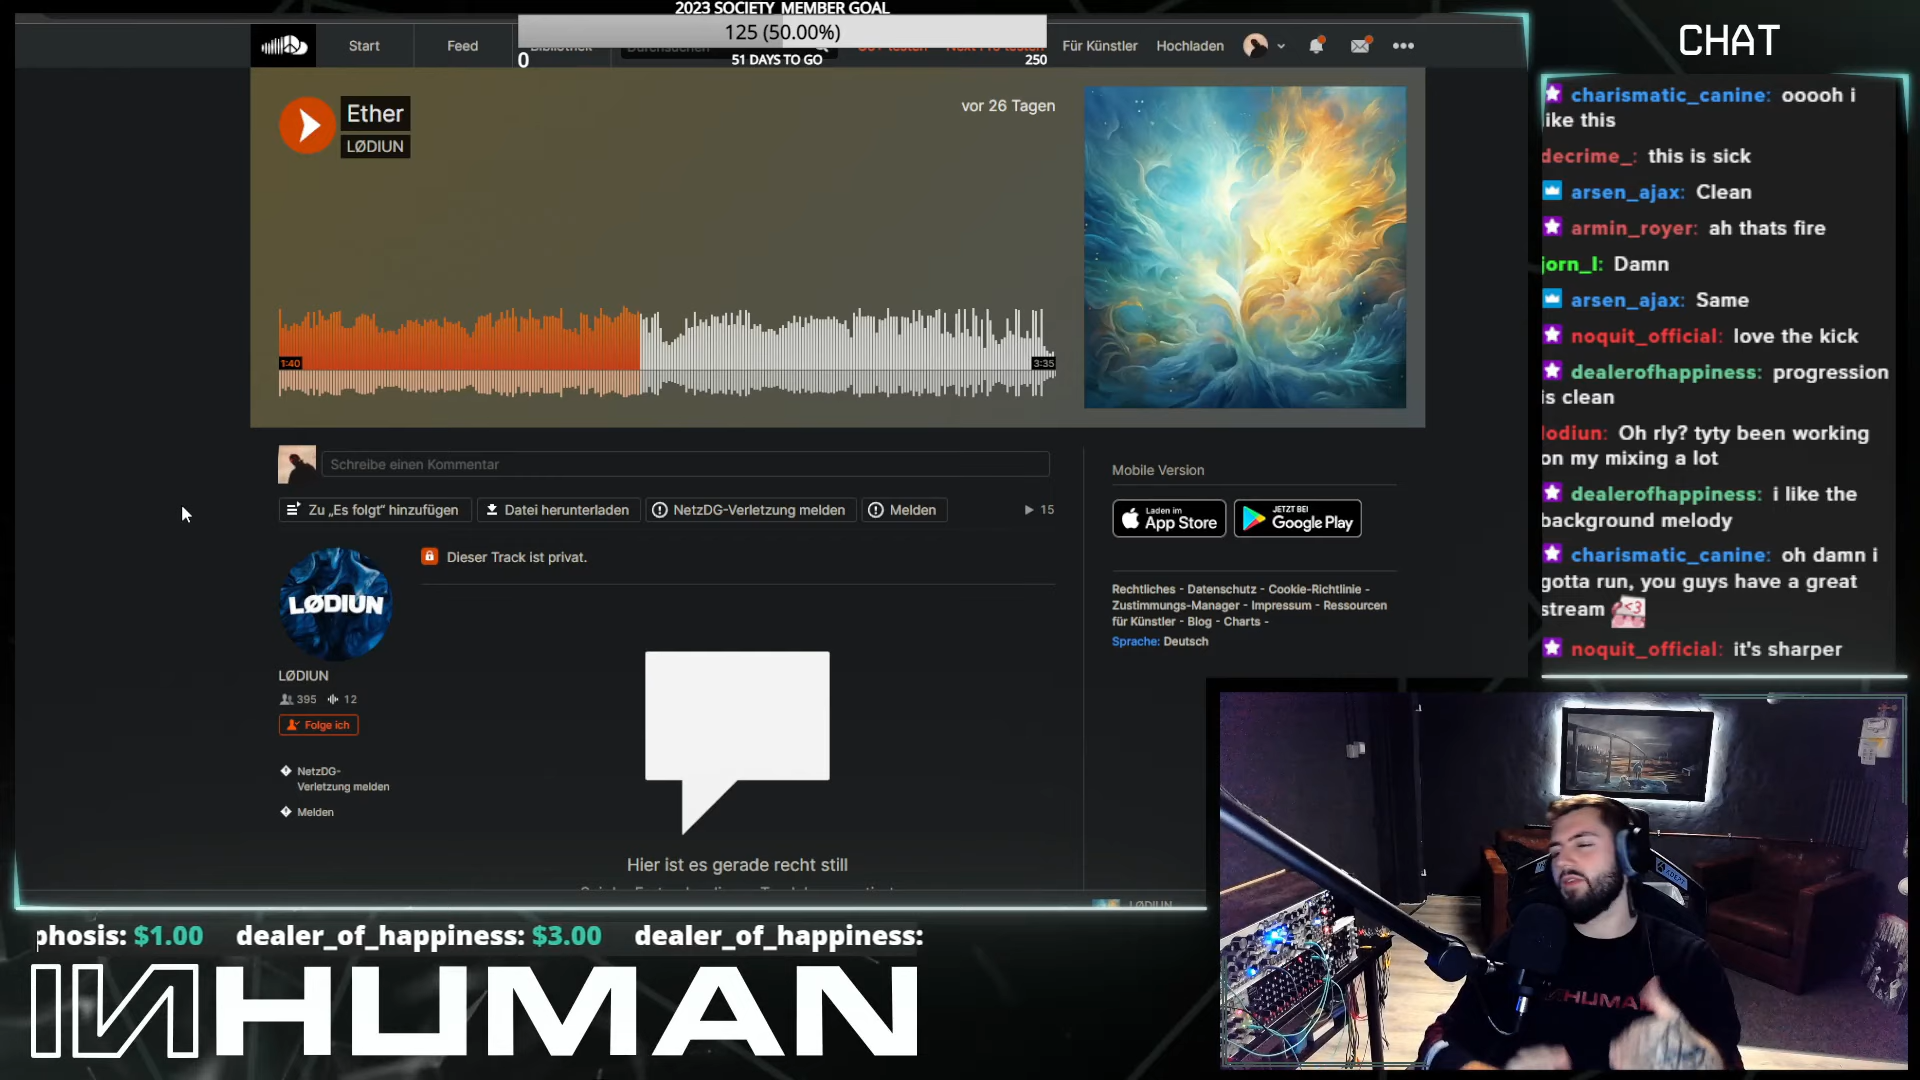 2023 SOCIETY MEMBER GOAL
125 (50.00%)
0
51 DAYS TO GO
250
Start
Feed
Für Künstler
Hochladen
Ether
LØDIUN
vor 26 Tagen
1:40
3:35
Schreibe einen Kommentar
Zu „Es folgt“ hinzufügen
Datei herunterladen
NetzDG-Verletzung melden
Melden
15
Dieser Track ist privat.
LØDIUN
LØDIUN
395
12
Folge ich
NetzDG-
Verletzung melden
Melden
Hier ist es gerade recht still
Mobile Version
Laden im
App Store
JETZT BEI
Google Play
Rechtliches - Datenschutz - Cookie-Richtlinie -
Zustimmungs-Manager - Impressum - Ressourcen
für Künstler - Blog - Charts -
Sprache: Deutsch
LØDIUN
CHAT
charismatic_canine: ooooh i
ike this
decrime_: this is sick
arsen_ajax: Clean
armin_royer: ah thats fire
jorn_l: Damn
arsen_ajax: Same
noquit_official: love the kick
dealerofhappiness: progression
is clean
lodiun: Oh rly? tyty been working
on my mixing a lot
dealerofhappiness: i like the
background melody
charismatic_canine: oh damn i
gotta run, you guys have a great
stream <3
noquit_official: it's sharper
phosis: $1.00 dealer_of_happiness: $3.00 dealer_of_happiness:
INHUMAN